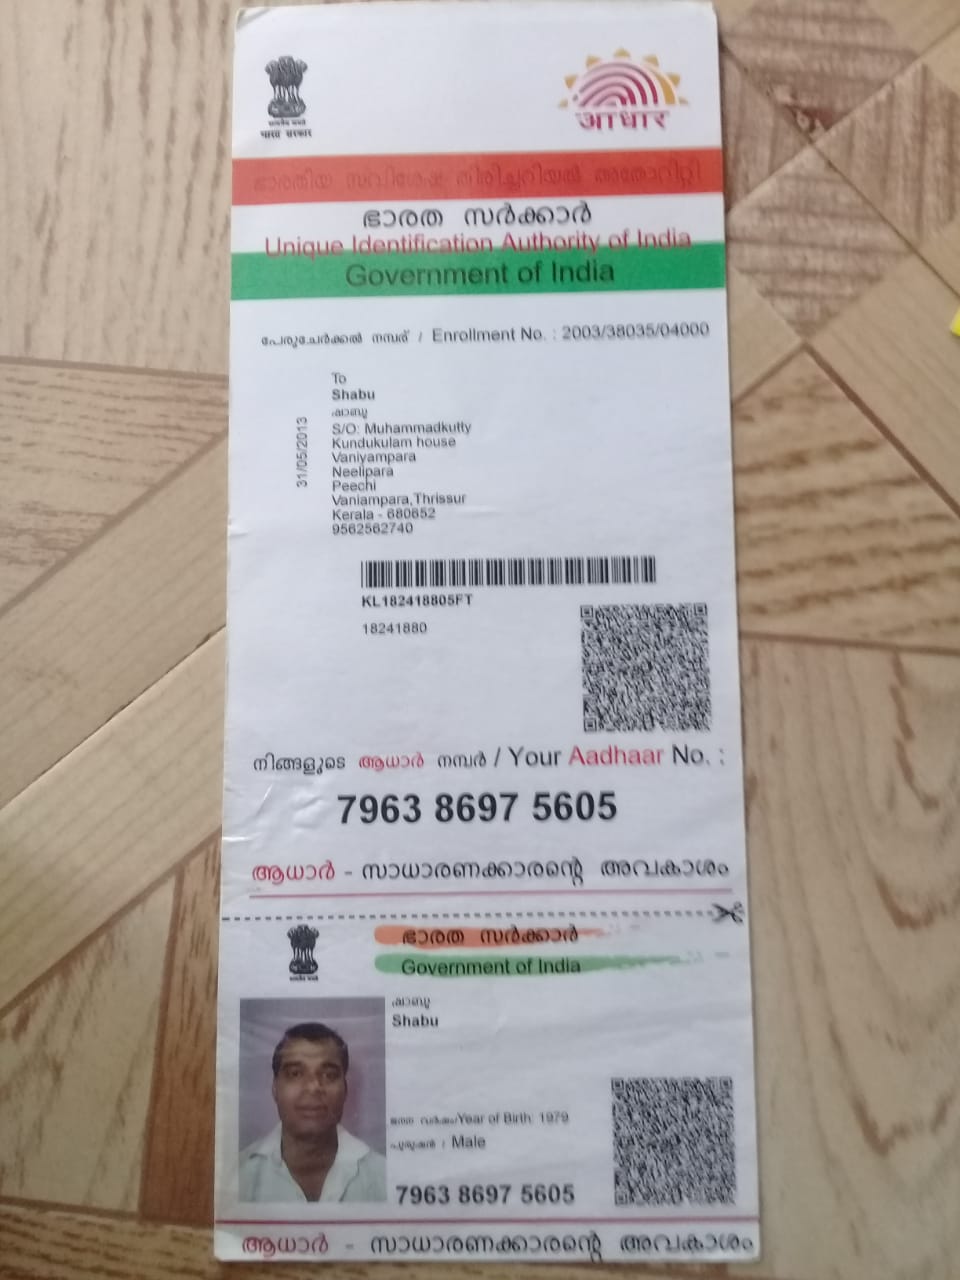 भारत सरकार
आधार
ഭാരതീയ സവിശേഷ തിരിച്ചറിയൽ അതോറിറ്റി
ഭാരത സർക്കാർ
Unique Identification Authority of India
Government of India
പേരുചേർക്കൽ നമ്പര് / Enrollment No. : 2003/38035/04000
31/05/2013
To
Shabu
ഷാബു
S/O: Muhammadkutty
Kundukulam house
Vaniyampara
Neelipara
Peechi
Vaniampara,Thrissur
Kerala - 680652
9562562740
KL182418805FT
18241880
നിങ്ങളുടെ ആധാർ നമ്പർ / Your Aadhaar No. :
7963 8697 5605
ആധാർ - സാധാരണക്കാരന്റെ അവകാശം
ഭാരത സർക്കാർ
Government of India
ഷാബു
Shabu
ജനന വർഷം/Year of Birth: 1979
പുരുഷൻ / Male
7963 8697 5605
ആധാർ - സാധാരണക്കാരന്റെ അവകാശം